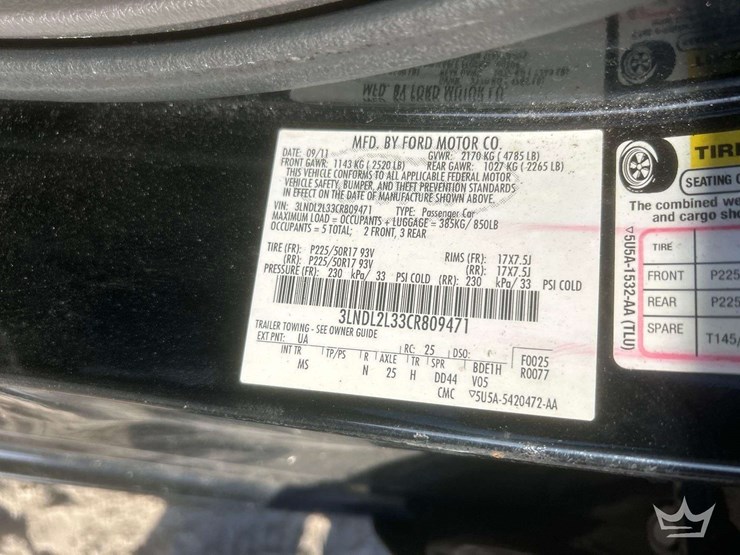 MFD. BY FORD MOTOR CO.
DATE: 09/11 GVWR: 2170 KG ( 4785 LB)
FRONT GAWR: 1143 KG ( 2520 LB) REAR GAWR: 1027 KG ( 2265 LB)
THIS VEHICLE CONFORMS TO ALL APPLICABLE FEDERAL MOTOR
VEHICLE SAFETY, BUMPER, AND THEFT PREVENTION STANDARDS
IN EFFECT ON THE DATE OF MANUFACTURE SHOWN ABOVE.
VIN: 3LNDL2L33CR809471 TYPE: Passenger Car
MAXIMUM LOAD = OCCUPANTS + LUGGAGE = 385KG/ 850LB
OCCUPANTS = 5 TOTAL; 2 FRONT, 3 REAR
TIRE (FR): P225/50R17 93V RIMS (FR): 17X7.5J
(RR): P225/50R17 93V (RR): 17X7.5J
PRESSURE (FR): 230 kPa/ 33 PSI COLD (RR): 230 kPa/ 33 PSI COLD
3LNDL2L33CR809471
TRAILER TOWING - SEE OWNER GUIDE
EXT PNT: UA RC: 25 DSO: F0025
INT TR TP/PS R AXLE TR SPR BDE1H R0077
MS N 25 H DD44 V05
CMC ▽5U5A-5420472-AA
TIRE
SEATING
The combined
and cargo
TIRE
FRONT P225
REAR P225
SPARE T145/
▽5U5A-1532-AA (TLU)